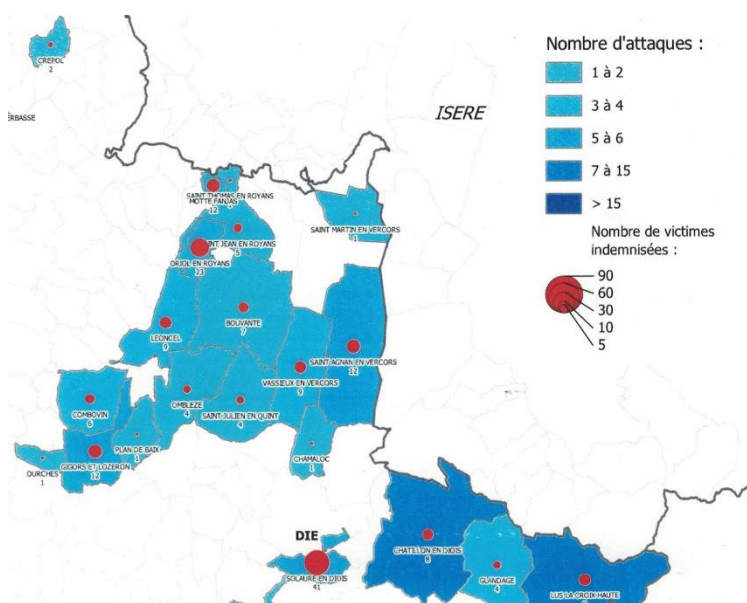 CREPOL
2
ERBASSE
ISERE
Nombre d'attaques :
1 à 2
3 à 4
5 à 6
7 à 15
> 15
Nombre de victimes
indemnisées :
90
60
30
10
5
SAINT THOMAS EN ROYANS
MOTTE FANJAS
12
SAINT MARTIN EN VERCORS
1
INT JEAN EN ROYANS
5
ORIOL EN ROYANS
23
BOUVANTE
7
LEONCEL
9
SAINT AGNAN EN VERCORS
12
VASSIEUX EN VERCORS
9
OMBLEZE
4
SAINT JULIEN EN QUINT
4
COMBOVIN
6
PLAN DE BAIX
1
GIGORS ET LOZERON
12
OURCHES
1
CHAMALOC
1
DIE
SOLAURE EN DIOIS
41
CHATILLON EN DIOIS
8
GLANDAGE
4
LUS LA CROIX HAUTE